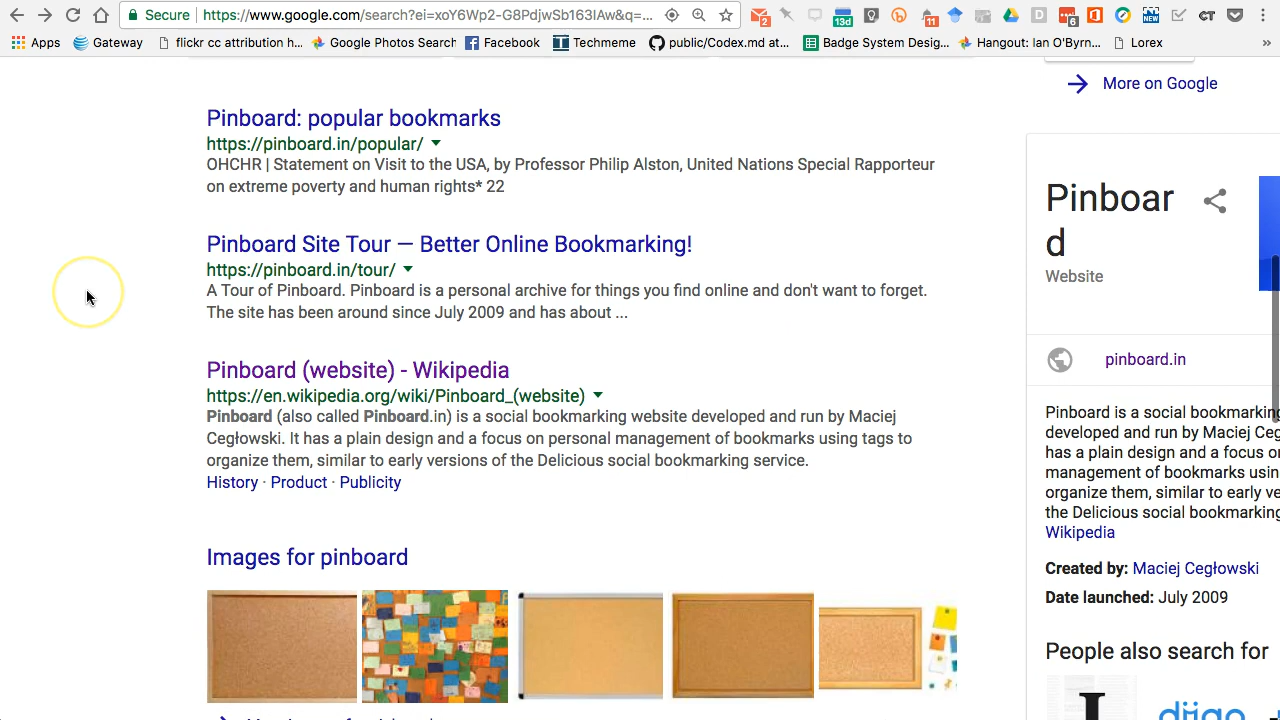 Secure https://www.google.com/search?ei=xoV6Wp2-G8PdjwSb163IAw&q=...
2 13d 11 6 NEW
Apps Gateway flickr cc attribution h... Google Photos Search Facebook Techmeme public/Codex.md at... Badge System Desig... Hangout: Ian O'Byrn... Lorex »
More on Google
Pinboard: popular bookmarks
https://pinboard.in/popular/
OHCHR | Statement on Visit to the USA, by Professor Philip Alston, United Nations Special Rapporteur
on extreme poverty and human rights* 22
Pinboard Site Tour — Better Online Bookmarking!
https://pinboard.in/tour/
A Tour of Pinboard. Pinboard is a personal archive for things you find online and don't want to forget.
The site has been around since July 2009 and has about ...
Pinboard (website) - Wikipedia
https://en.wikipedia.org/wiki/Pinboard_(website)
Pinboard (also called Pinboard.in) is a social bookmarking website developed and run by Maciej
Cegłowski. It has a plain design and a focus on personal management of bookmarks using tags to
organize them, similar to early versions of the Delicious social bookmarking service.
History · Product · Publicity
Images for pinboard
Pinboar
d
Website
pinboard.in
Pinboard is a social bookmarking
developed and run by Maciej Ceg
has a plain design and a focus on
management of bookmarks usin
organize them, similar to early ve
the Delicious social bookmarking
Wikipedia
Created by: Maciej Cegłowski
Date launched: July 2009
People also search for
diigo